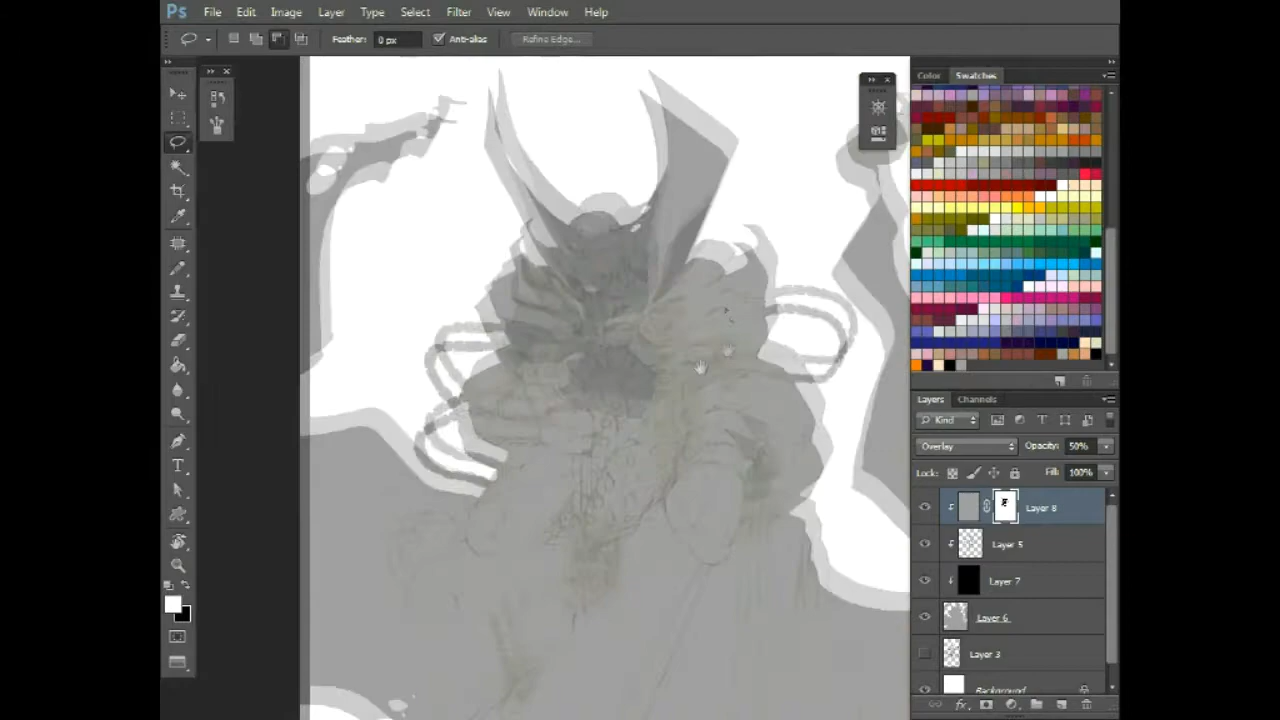 Ps File Edit Image Layer Type Select Filter View Window Help
Feather: 0 px Anti-alias Refine Edge...
Color Swatches
Layers Channels
Kind
Overlay Opacity: 50%
Lock: Fill: 100%
Layer 8
Layer 5
Layer 7
Layer 6
Layer 3
Background
fx